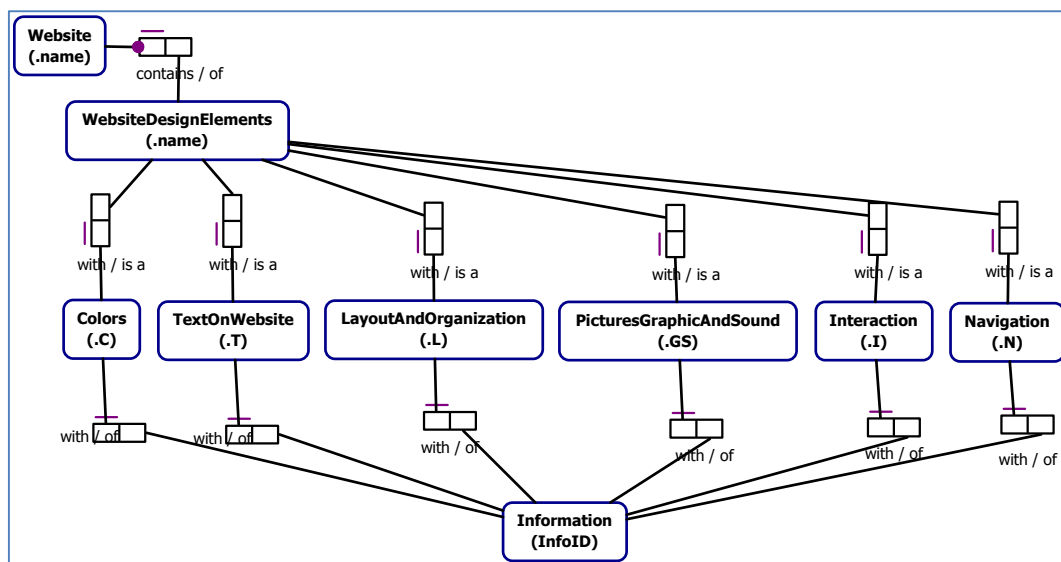 Website
(.name)
contains / of
WebsiteDesignElements
(.name)
with / is a
with / is a
with / is a
with / is a
with / is a
with / is a
Colors
(.C)
TextOnWebsite
(.T)
LayoutAndOrganization
(.L)
PicturesGraphicAndSound
(.GS)
Interaction
(.I)
Navigation
(.N)
with / of
with / of
with / of
with / of
with / of
with / of
Information
(InfoID)